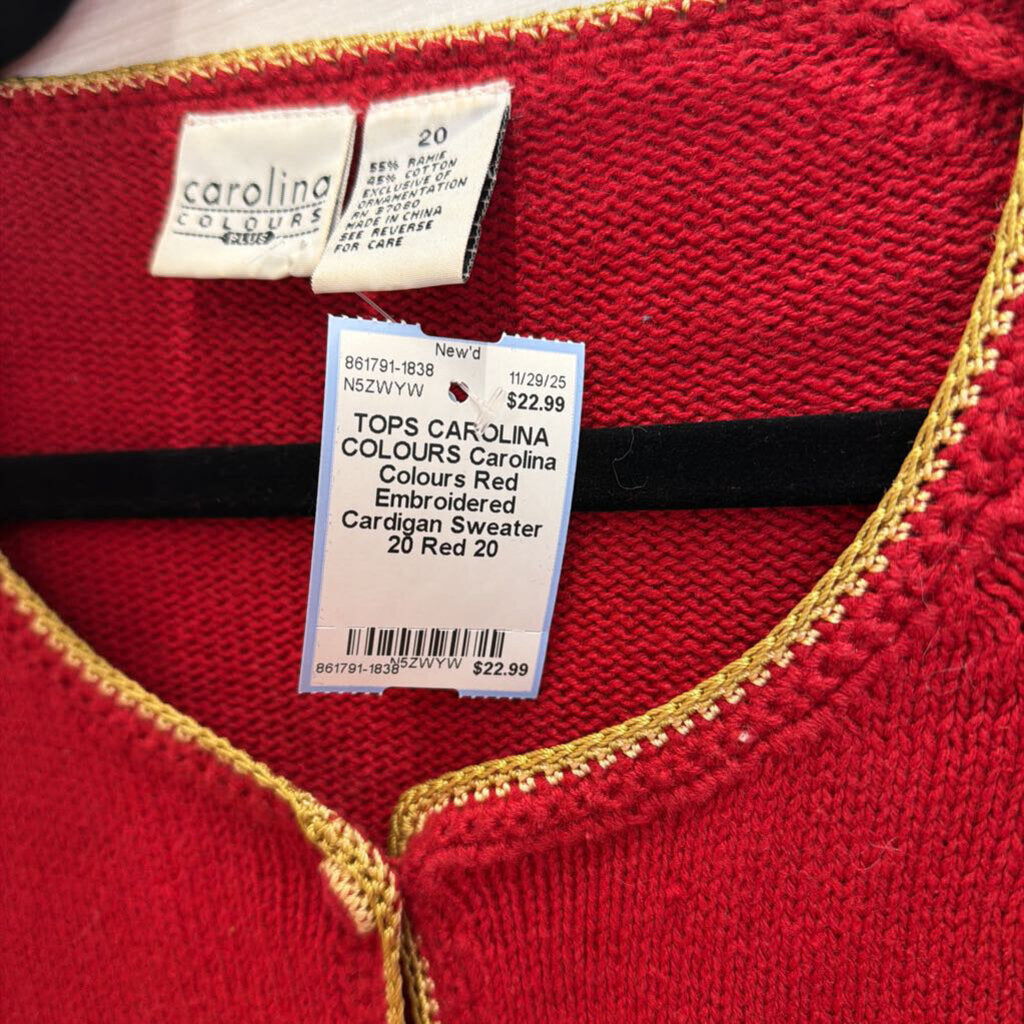 carolina
COLOURS
PLUS
20
55% RAMIE
45% COTTON
EXCLUSIVE OF
ORNAMENTATION
RN 37080
MADE IN CHINA
SEE REVERSE
FOR CARE
New'd
861791-1838
N5ZWYW
11/29/25
$22.99
TOPS CAROLINA
COLOURS Carolina
Colours Red
Embroidered
Cardigan Sweater
20 Red 20
861791-1838
N5ZWYW
$22.99